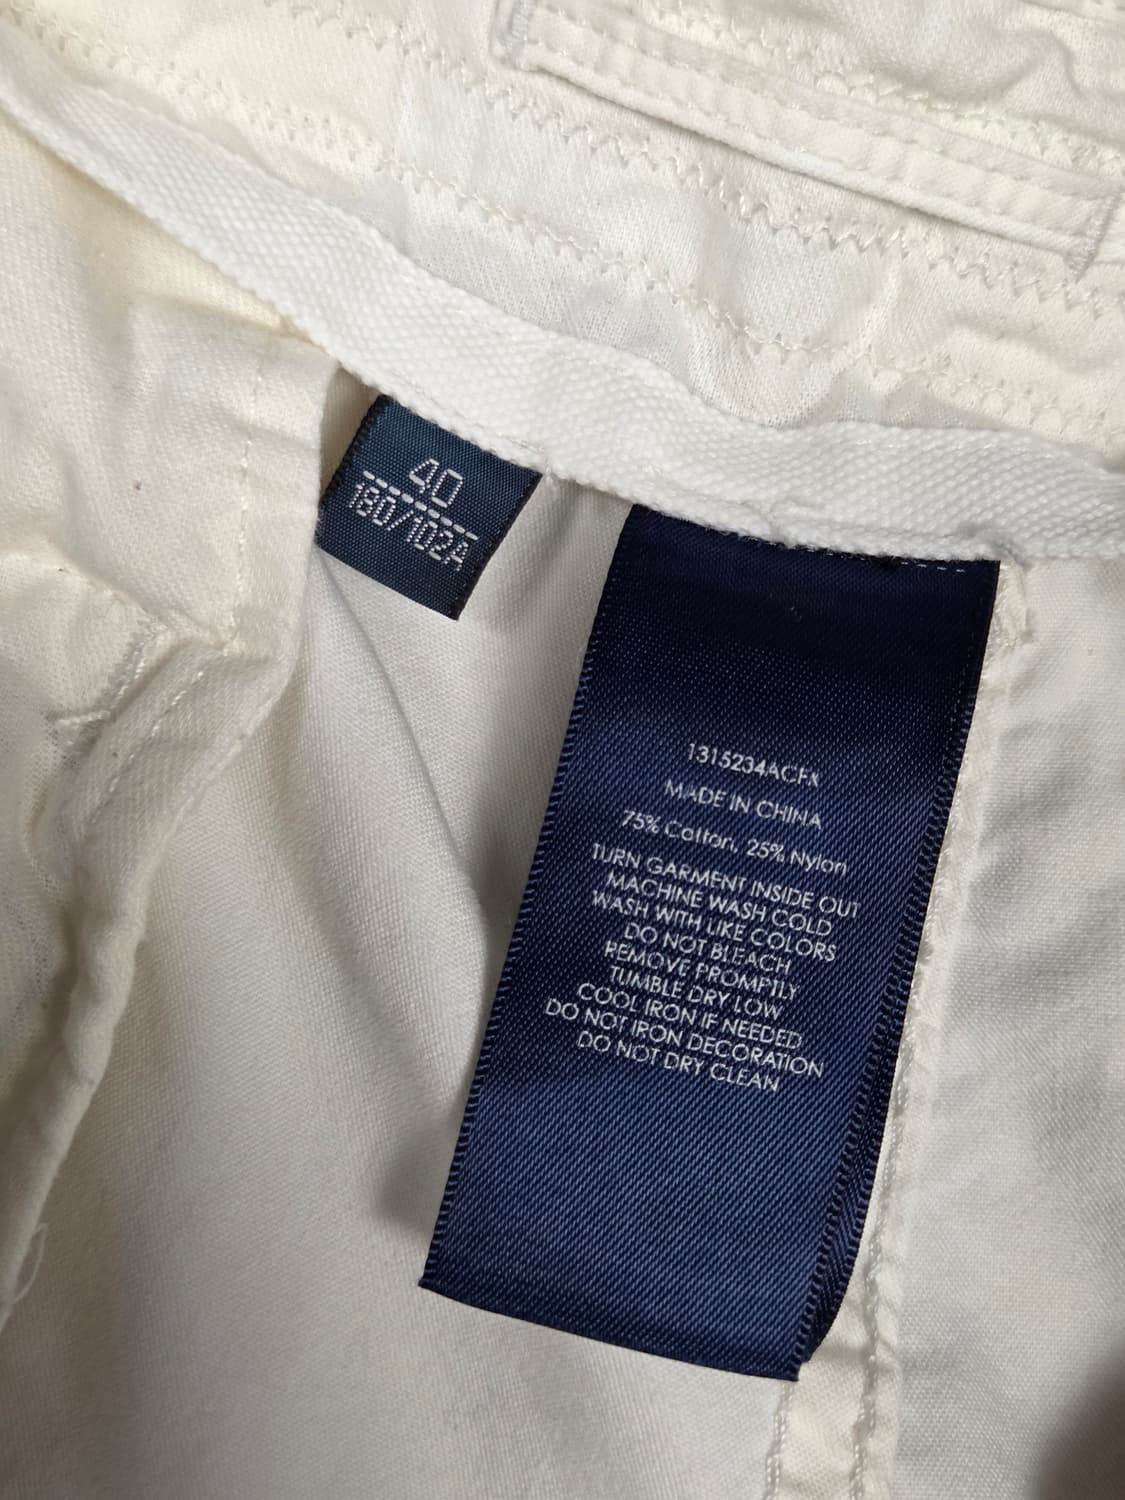 40
180/102A
1315234ACFX
MADE IN CHINA
75% Cotton, 25% Nylon
TURN GARMENT INSIDE OUT
MACHINE WASH COLD
WASH WITH LIKE COLORS
DO NOT BLEACH
REMOVE PROMPTLY
TUMBLE DRY LOW
COOL IRON IF NEEDED
DO NOT IRON DECORATION
DO NOT DRY CLEAN